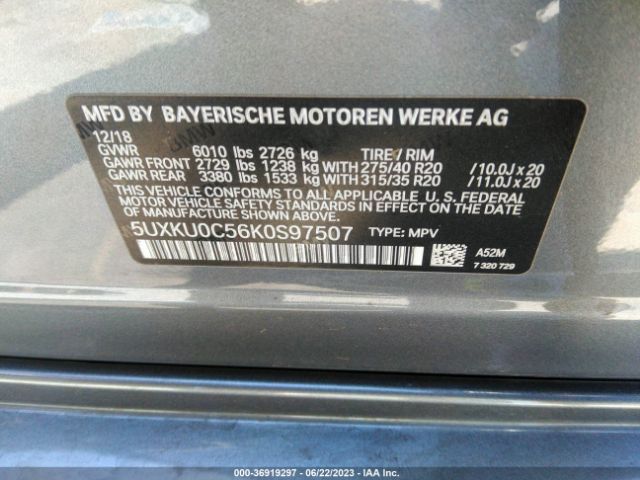 MFD BY BAYERISCHE MOTOREN WERKE AG
12/18
GVWR 6010 lbs 2726 kg TIRE / RIM
GAWR FRONT 2729 lbs 1238 kg WITH 275/40 R20 / 10.0J x 20
GAWR REAR 3380 lbs 1533 kg WITH 315/35 R20 / 11.0J x 20
THIS VEHICLE CONFORMS TO ALL APPLICABLE U. S. FEDERAL
MOTOR VEHICLE SAFETY STANDARDS IN
EFFECT ON THE DATE OF MANUFACTURE SHOWN ABOVE.
5UXKU0C56K0S97507 TYPE: MPV
A52M
7 320 729
000-36919297 - 06/22/2023 - IAA Inc.